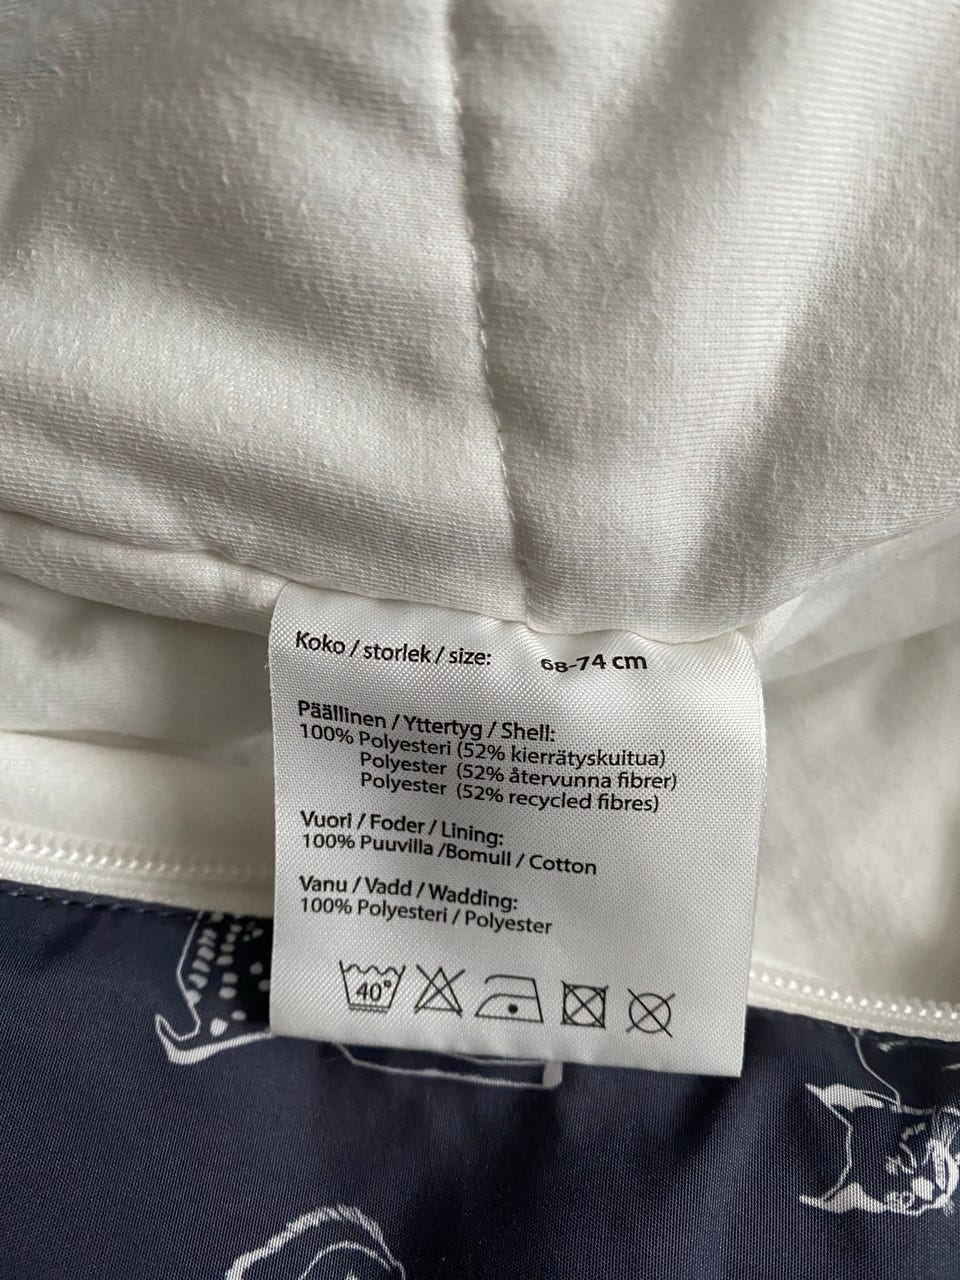 Koko / storlek / size: 68-74 cm
Päällinen / Yttertyg / Shell:
100% Polyesteri (52% kierrätyskuitua)
Polyester (52% återvunna fibrer)
Polyester (52% recycled fibres)
Vuori / Foder / Lining:
100% Puuvilla /Bomull / Cotton
Vanu / Vadd / Wadding:
100% Polyesteri / Polyester
40°